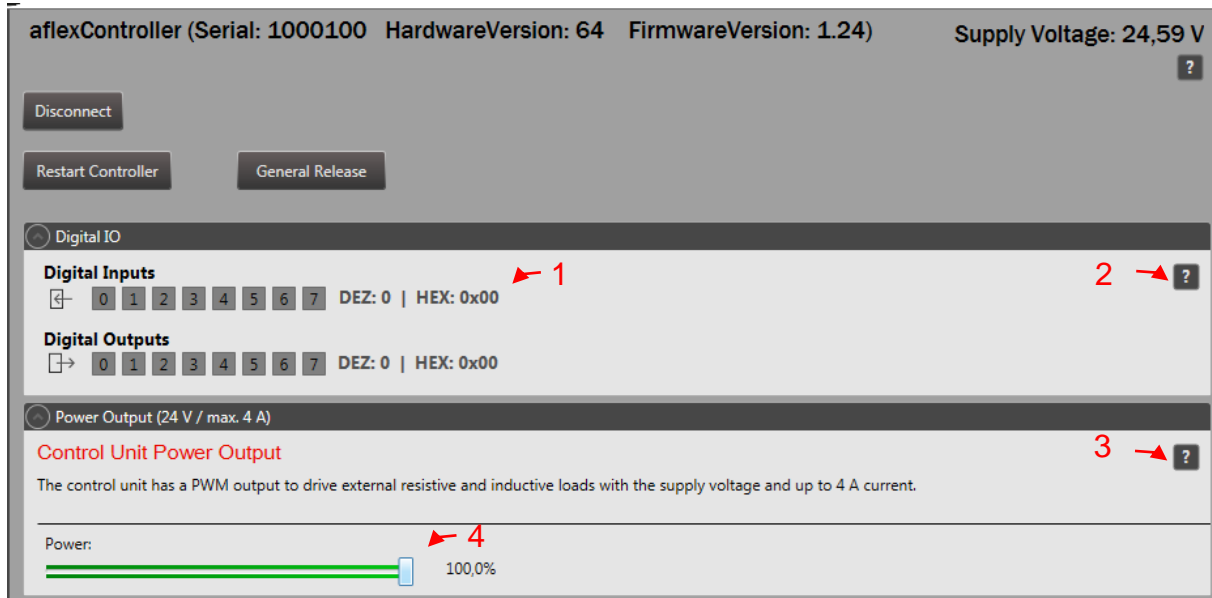 aflexController (Serial: 1000100 HardwareVersion: 64 FirmwareVersion: 1.24) Supply Voltage: 24,59 V
?
Disconnect
Restart Controller General Release
Digital IO
Digital Inputs 1 2 ?
0 1 2 3 4 5 6 7 DEZ: 0 | HEX: 0x00
Digital Outputs
0 1 2 3 4 5 6 7 DEZ: 0 | HEX: 0x00
Power Output (24 V / max. 4 A)
Control Unit Power Output 3 ?
The control unit has a PWM output to drive external resistive and inductive loads with the supply voltage and up to 4 A current.
Power: 4
100,0%